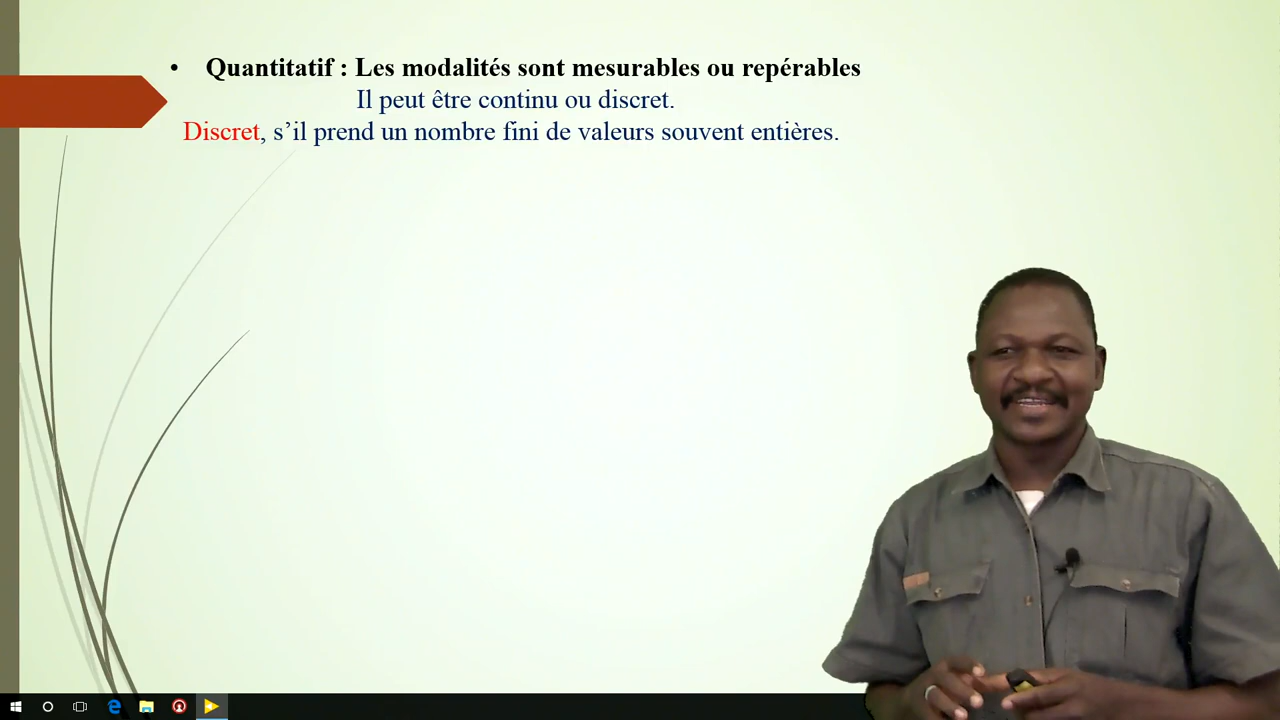 • Quantitatif : Les modalités sont mesurables ou repérables
Il peut être continu ou discret.
Discret, s’il prend un nombre fini de valeurs souvent entières.